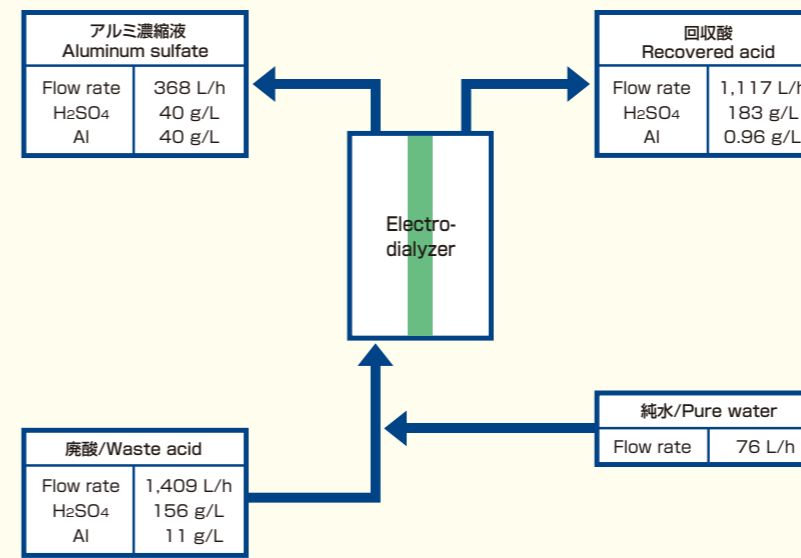 アルミ濃縮液
Aluminum sulfate
Flow rate 368 L/h
H₂SO₄ 40 g/L
Al 40 g/L
回収酸
Recovered acid
Flow rate 1,117 L/h
H₂SO₄ 183 g/L
Al 0.96 g/L
Electro-
dialyzer
純水/Pure water
Flow rate 76 L/h
廃酸/Waste acid
Flow rate 1,409 L/h
H₂SO₄ 156 g/L
Al 11 g/L